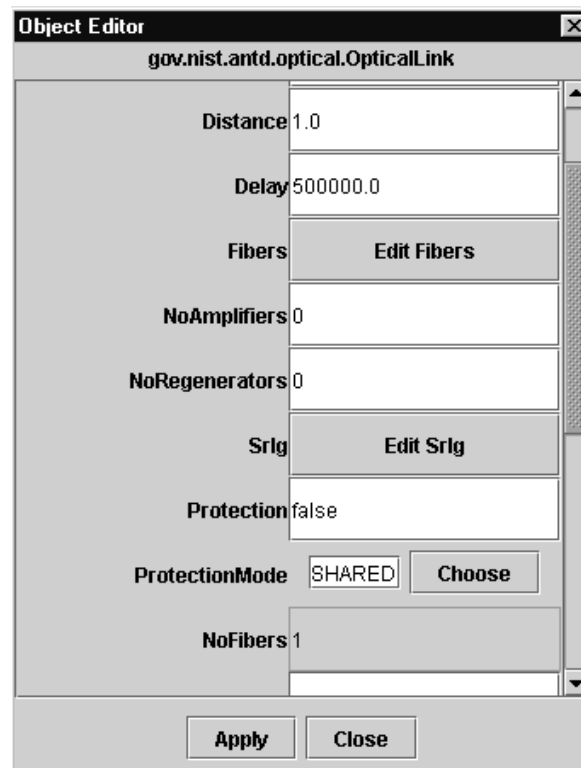 Object Editor
gov.nist.antd.optical.OpticalLink
Distance 1.0
Delay 500000.0
Fibers Edit Fibers
NoAmplifiers 0
NoRegenerators 0
Srlg Edit Srlg
Protection false
ProtectionMode SHARED Choose
NoFibers 1
Apply Close